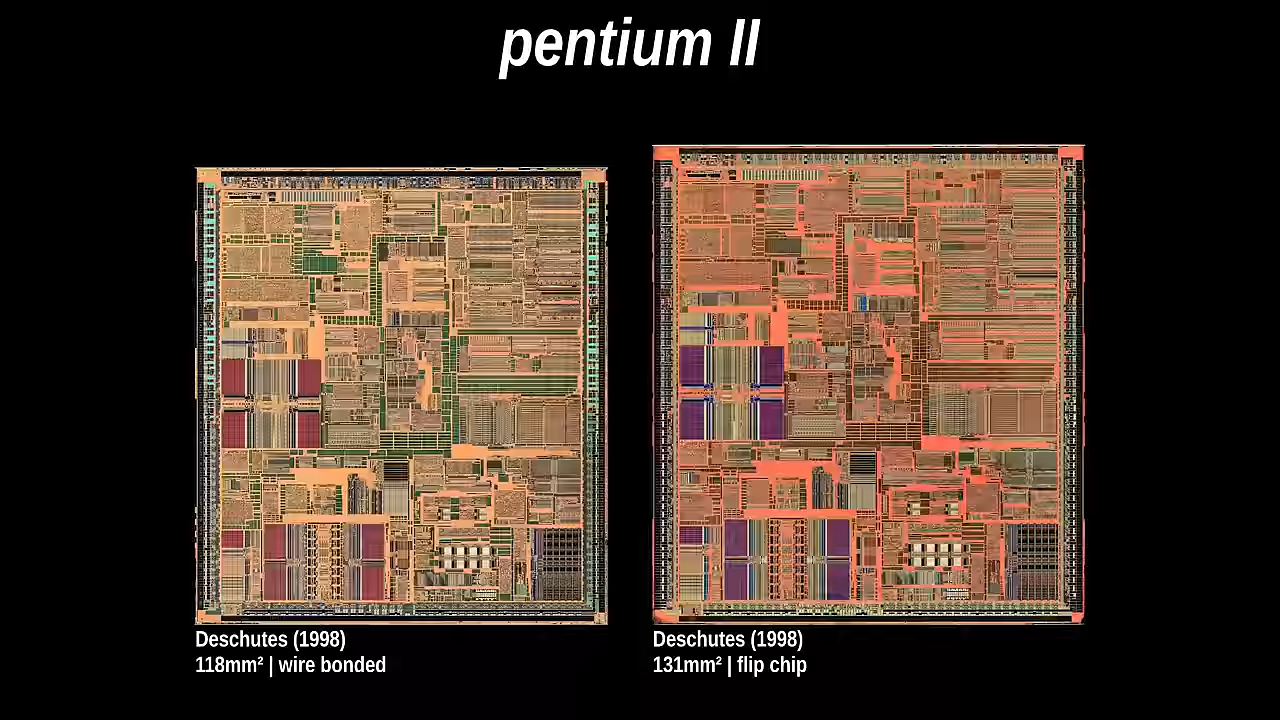 pentium II
Deschutes (1998)
118mm² | wire bonded
Deschutes (1998)
131mm² | flip chip